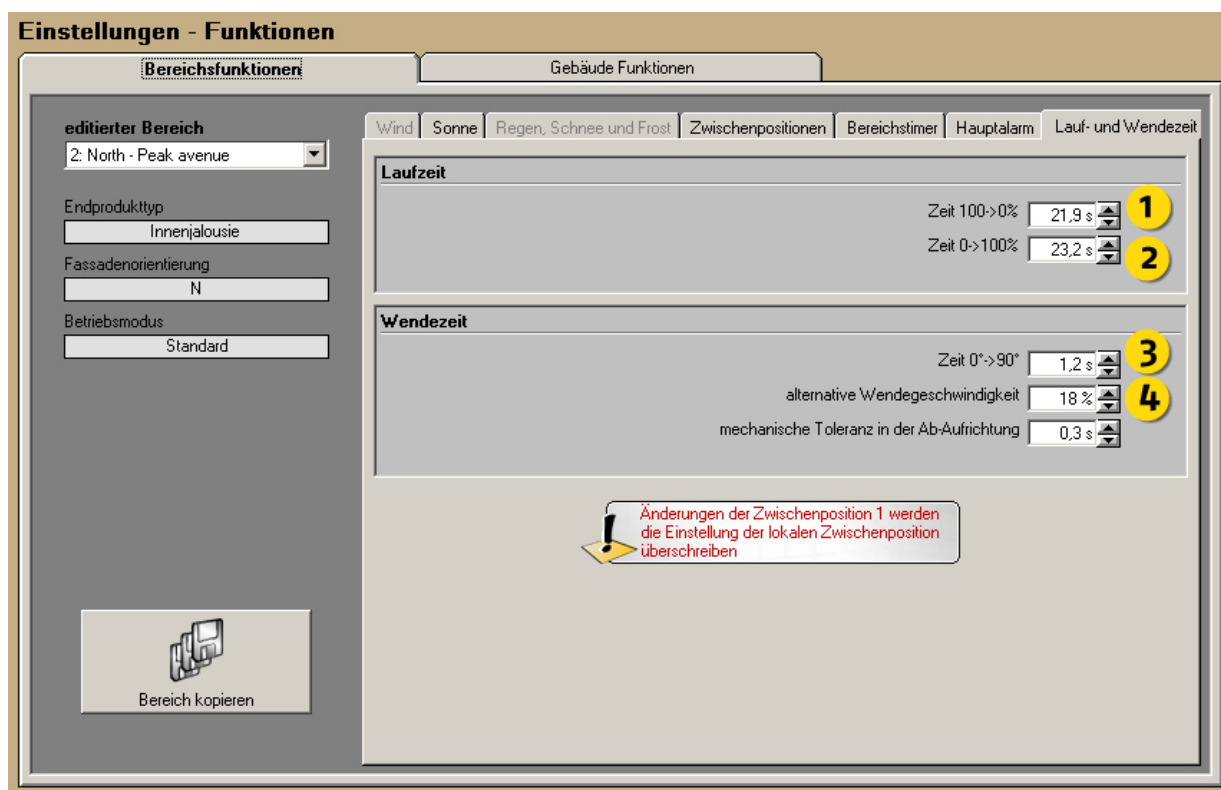 Einstellungen - Funktionen
Bereichsfunktionen
Gebäude Funktionen
editierter Bereich
2: North - Peak avenue
Endprodukttyp
Innenjalousie
Fassadenorientierung
N
Betriebsmodus
Standard
Bereich kopieren
Wind
Sonne
Regen, Schnee und Frost
Zwischenpositionen
Bereichstimer
Hauptalarm
Lauf- und Wendezeit
Laufzeit
Zeit 100->0%
21,9 s
1
Zeit 0->100%
23,2 s
2
Wendezeit
Zeit 0°->90°
1,2 s
3
alternative Wendegeschwindigkeit
18 %
4
mechanische Toleranz in der Ab-Aufrichtung
0,3 s
Änderungen der Zwischenposition 1 werden
die Einstellung der lokalen Zwischenposition
überschreiben